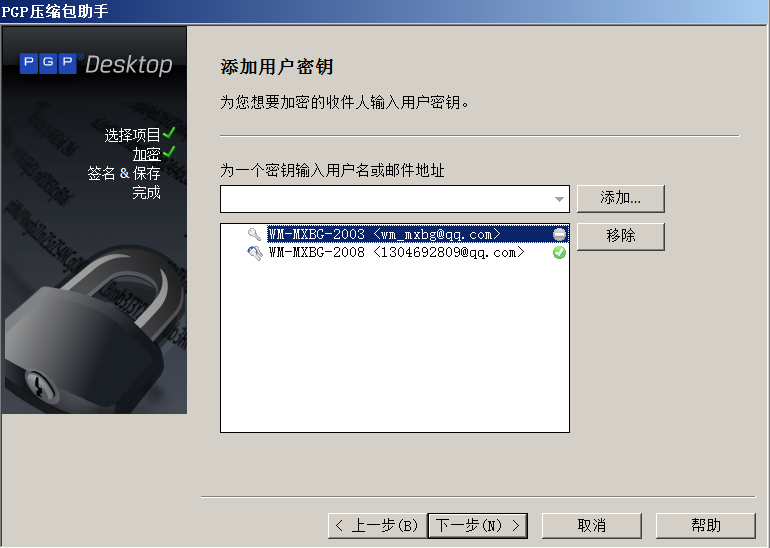 PGP压缩包助手
PGP Desktop
选择项目
加密
签名 & 保存
完成
添加用户密钥
为您想要加密的收件人输入用户密钥。
为一个密钥输入用户名或邮件地址
添加...
WM-MXBG-2003 <wm_mxbg@qq.com>
移除
WM-MXBG-2008 <1304692809@qq.com>
< 上一步(B)
下一步(N) >
取消
帮助